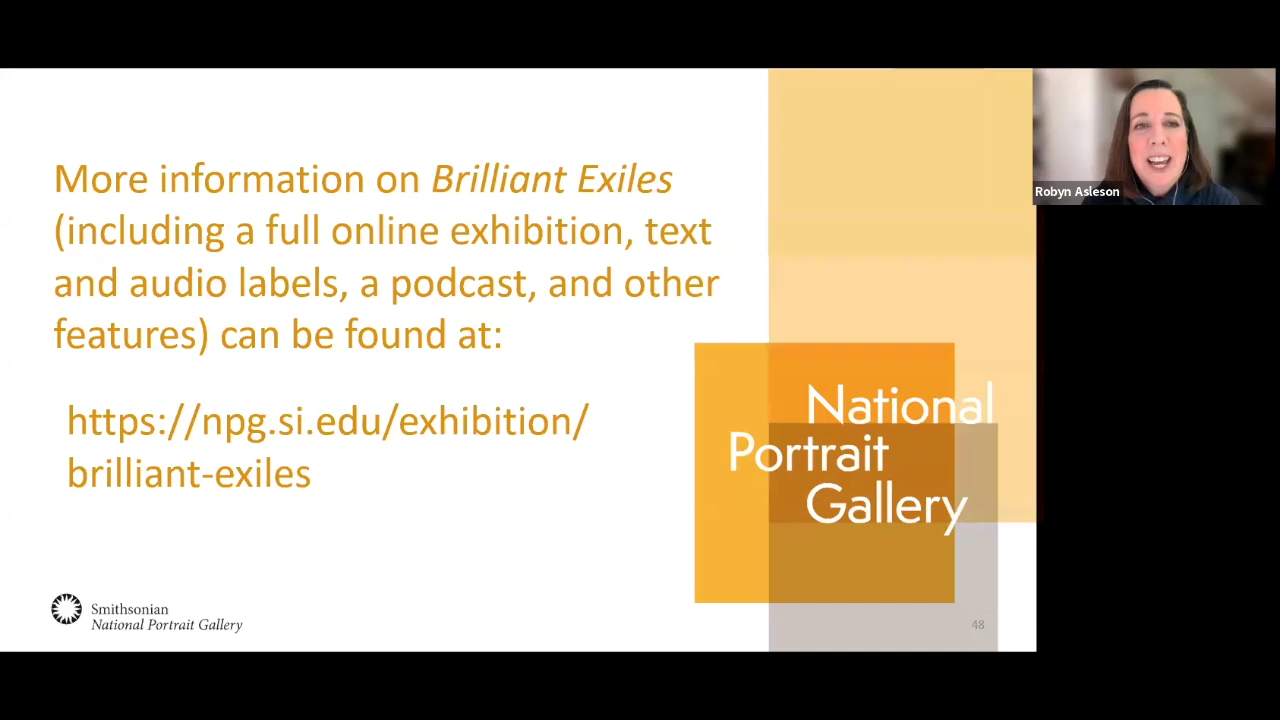 More information on Brilliant Exiles
(including a full online exhibition, text
and audio labels, a podcast, and other
features) can be found at:
https://npg.si.edu/exhibition/
brilliant-exiles
National
Portrait
Gallery
Smithsonian
National Portrait Gallery
48
Robyn Asleson